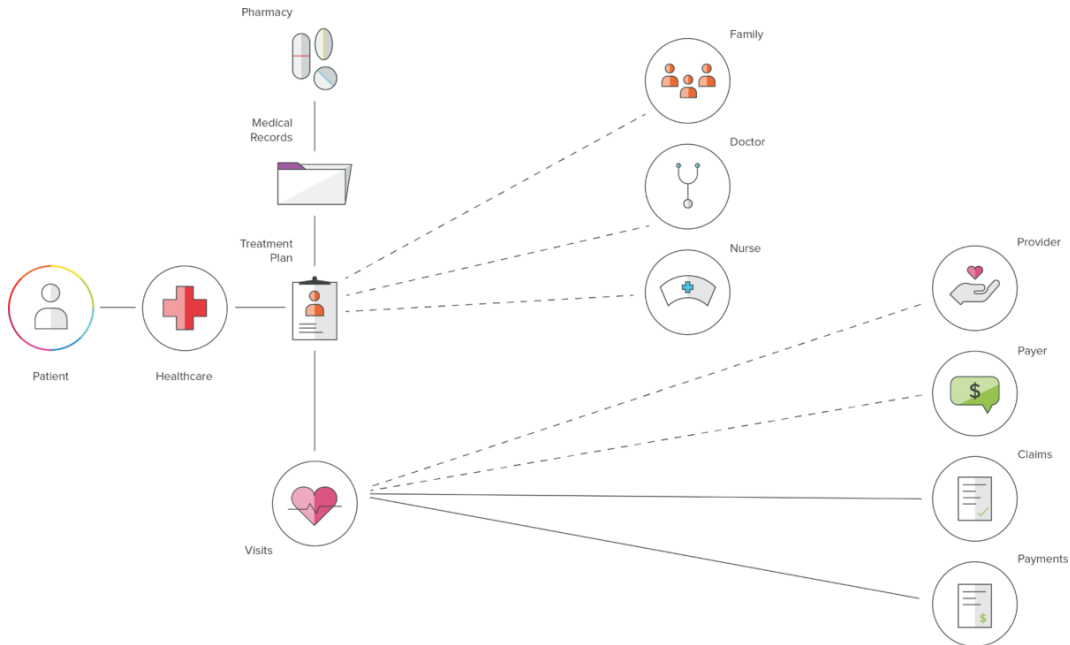 Pharmacy
Family
Medical
Records
Doctor
Treatment
Plan
Nurse
Provider
Patient
Healthcare
Payer
$
Claims
Visits
Payments
$